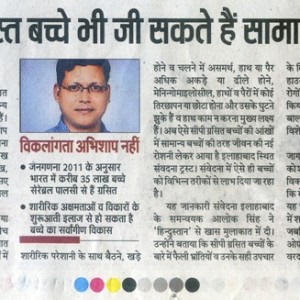 स्त बच्चे भी जी सकते हैं सामा
विकलांगता अभिशाप नहीं
जनगणना 2011 के अनुसार
भारत में करीब 35 लाख बच्चे
सेरेब्रल पालसी से हैं ग्रसित
शारीरिक अक्षमताओं व विकारों के
शुरूआती इलाज से हो सकता है
बच्चे का सर्वांगीण विकास
शारीरिक परेशानी के साथ बैठने, खड़े
होने व चलने में असमर्थ, हाथ या पैर
अधिक अकड़े या ढीले होने,
मेनिन्गोमाइलोसील, हाथों व पैरों में कोई
तिरछापन या छोटा होना और उसके घुटने
झुके हैं व हाथ काम न करना मुख्य लक्षण
हैं। अब ऐसे सीपी ग्रसित बच्चों की आंखों
में सामान्य बच्चों की तरह जीवन की नई
रोशनी लेकर आया है इलाहाबाद स्थित
संवेदना ट्रस्ट। संवेदना में ऐसे ही बच्चों
को विभिन्न तरीकों से लाभ दिया जा रहा
है।
यह जानकारी संवेदना इलाहाबाद
के समन्वयक आलोक सिंह ने
'हिन्दुस्तान' से खास मुलाकात में दी।
उन्होंने बताया कि सीपी ग्रसित बच्चों के
बारे में फैली भ्रांतियों व उनके सही उपचार